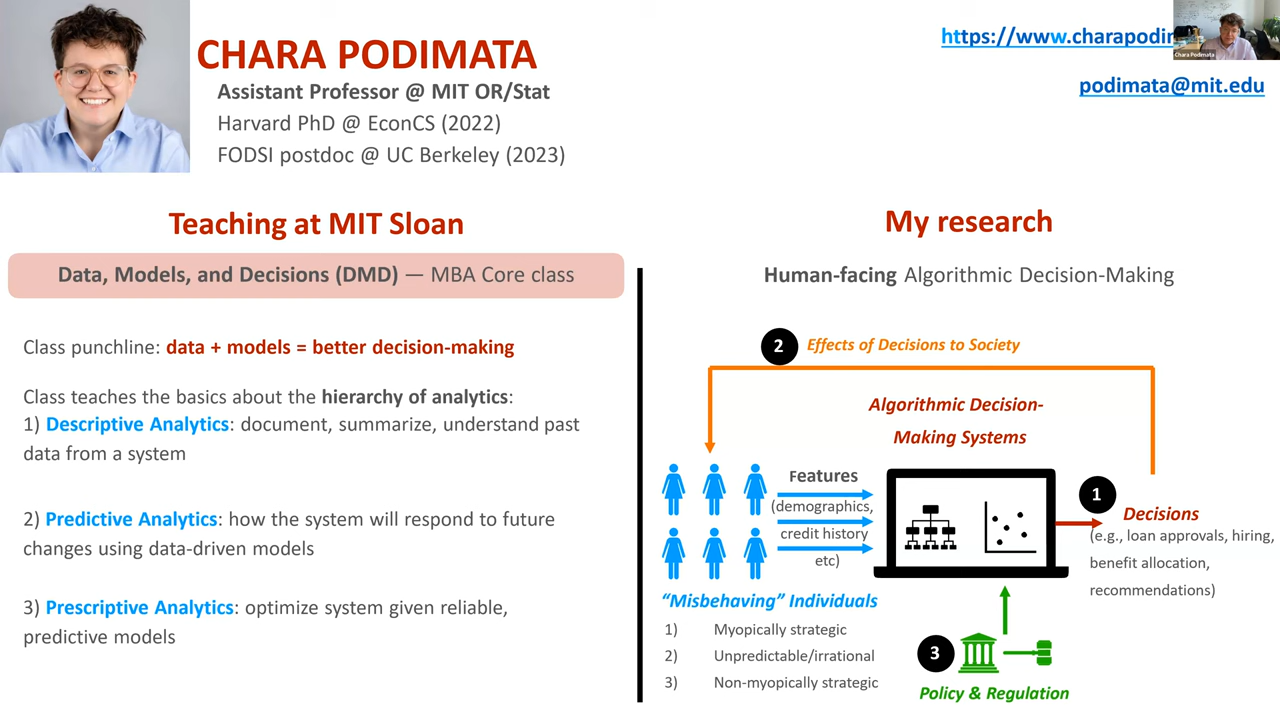 CHARA PODIMATA
Assistant Professor @ MIT OR/Stat
Harvard PhD @ EconCS (2022)
FODSI postdoc @ UC Berkeley (2023)
https://www.charapodim
podimata@mit.edu
Chara Podimata
Teaching at MIT Sloan
Data, Models, and Decisions (DMD) — MBA Core class
Class punchline: data + models = better decision-making
Class teaches the basics about the hierarchy of analytics:
1) Descriptive Analytics: document, summarize, understand past
data from a system
2) Predictive Analytics: how the system will respond to future
changes using data-driven models
3) Prescriptive Analytics: optimize system given reliable,
predictive models
My research
Human-facing Algorithmic Decision-Making
2 Effects of Decisions to Society
Algorithmic Decision-
Making Systems
Features
(demographics,
credit history
etc)
1
Decisions
(e.g., loan approvals, hiring,
benefit allocation,
recommendations)
“Misbehaving” Individuals
1) Myopically strategic
2) Unpredictable/irrational
3) Non-myopically strategic
3
Policy & Regulation